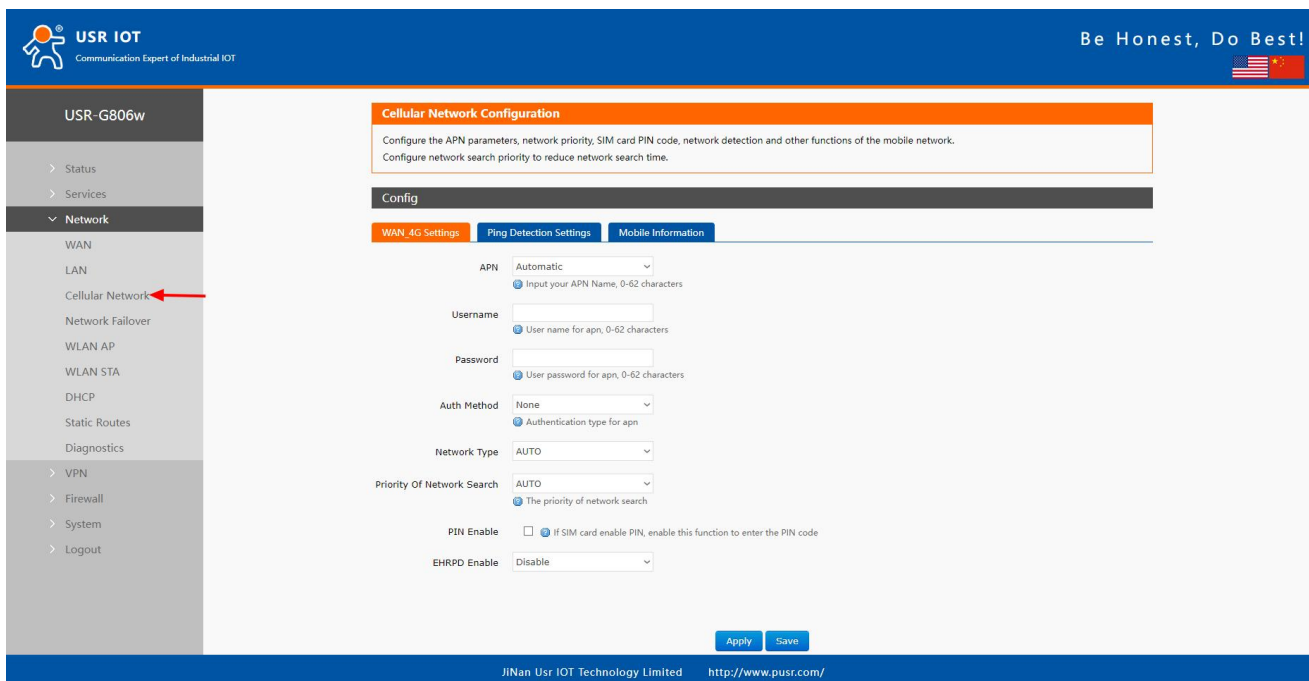 USR IOT
Communication Expert of Industrial IOT
Be Honest, Do Best!
USR-G806w
Status
Services
Network
WAN
LAN
Cellular Network
Network Failover
WLAN AP
WLAN STA
DHCP
Static Routes
Diagnostics
VPN
Firewall
System
Logout
Cellular Network Configuration
Configure the APN parameters, network priority, SIM card PIN code, network detection and other functions of the mobile network.
Configure network search priority to reduce network search time.
Config
WAN_4G Settings Ping Detection Settings Mobile Information
APN Automatic
Input your APN Name, 0-62 characters
Username
User name for apn, 0-62 characters
Password
User password for apn, 0-62 characters
Auth Method None
Authentication type for apn
Network Type AUTO
Priority Of Network Search AUTO
The priority of network search
PIN Enable If SIM card enable PIN, enable this function to enter the PIN code
EHRPD Enable Disable
Apply Save
JiNan Usr IOT Technology Limited http://www.pusr.com/